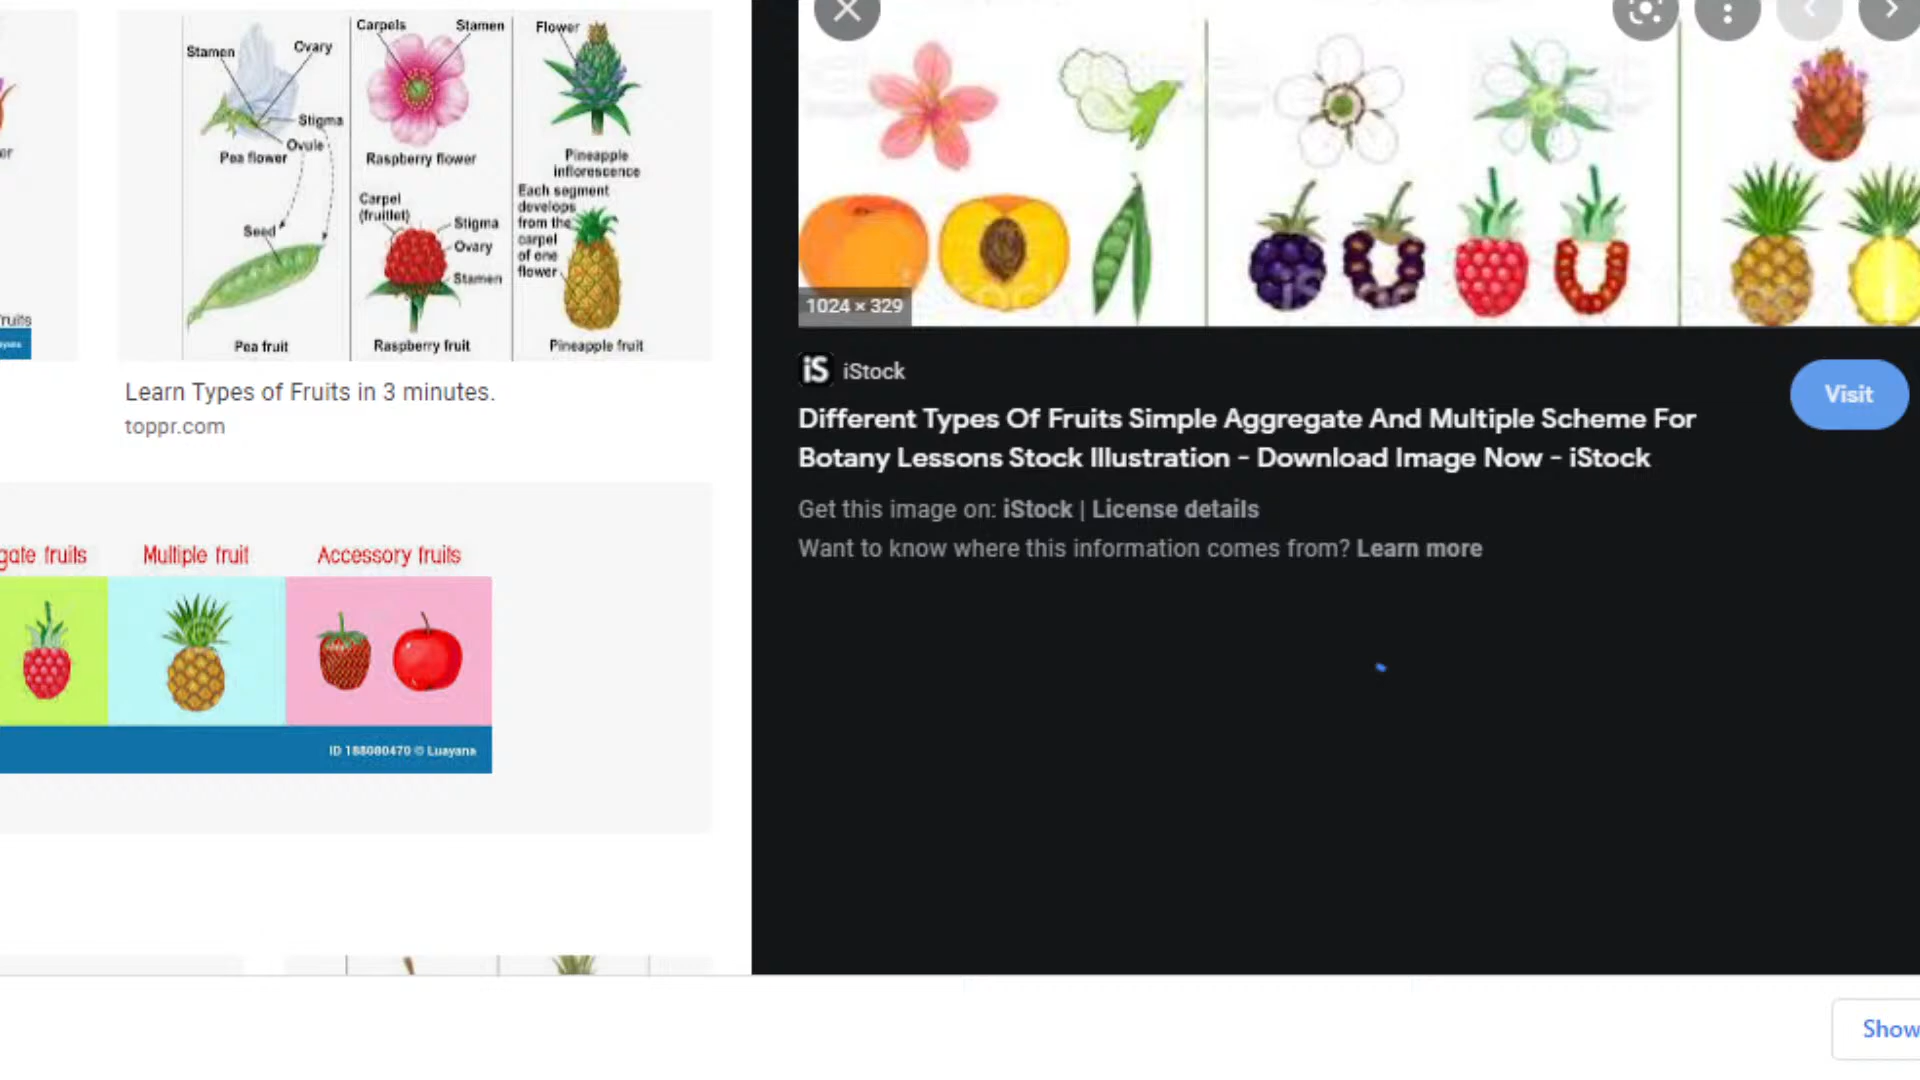 Carpels
Stamen
Flower
Stamen
Ovary
Stigma
Ovule
Pea flower
Raspberry flower
Pineapple
inflorescence
Each segment
develops
from the
carpel
of one
flower
Carpel
(fruitlet)
Stigma
Ovary
Stamen
Seed
Pea fruit
Raspberry fruit
Pineapple fruit
Learn Types of Fruits in 3 minutes.
toppr.com
gate fruits
Multiple fruit
Accessory fruits
ID 188080470 © Luayana
1024 × 329
iS iStock
Visit
Different Types Of Fruits Simple Aggregate And Multiple Scheme For
Botany Lessons Stock Illustration - Download Image Now - iStock
Get this image on: iStock | License details
Want to know where this information comes from? Learn more
Show